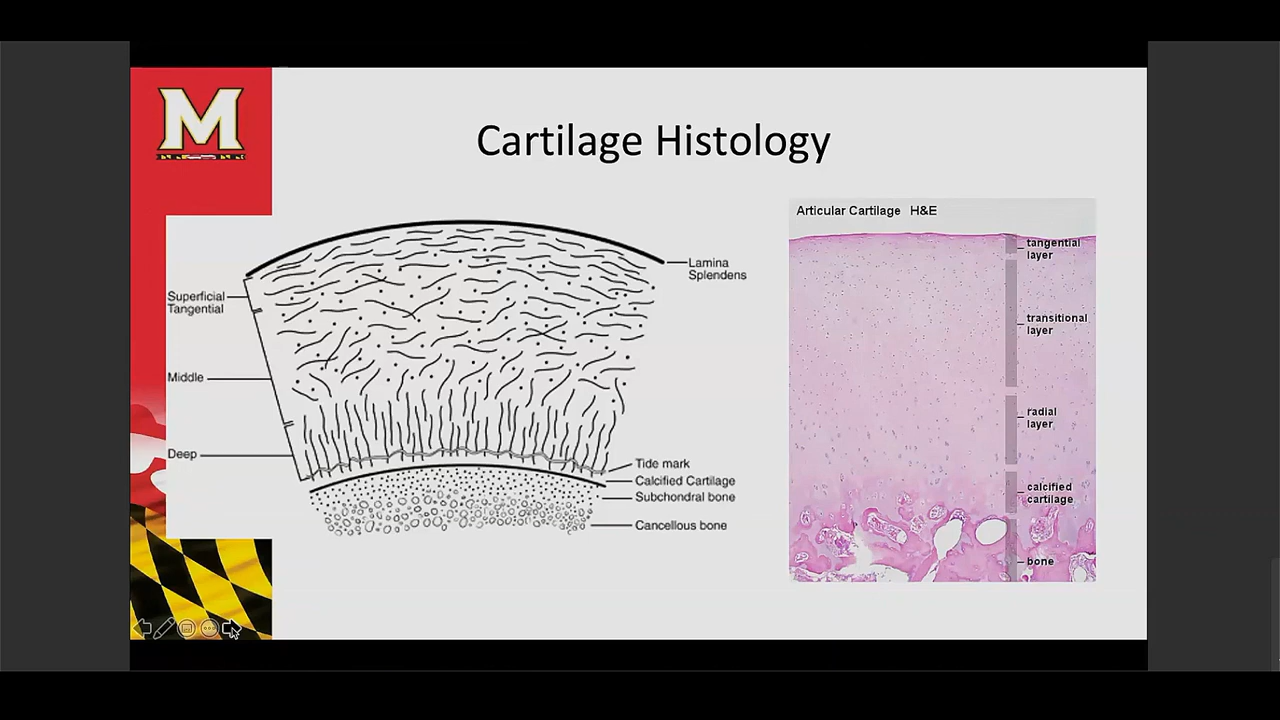 M
Cartilage Histology
Superficial
Tangential
Middle
Deep
Lamina
Splendens
Tide mark
Calcified Cartilage
Subchondral bone
Cancellous bone
Articular Cartilage H&E
tangential
layer
transitional
layer
radial
layer
calcified
cartilage
bone